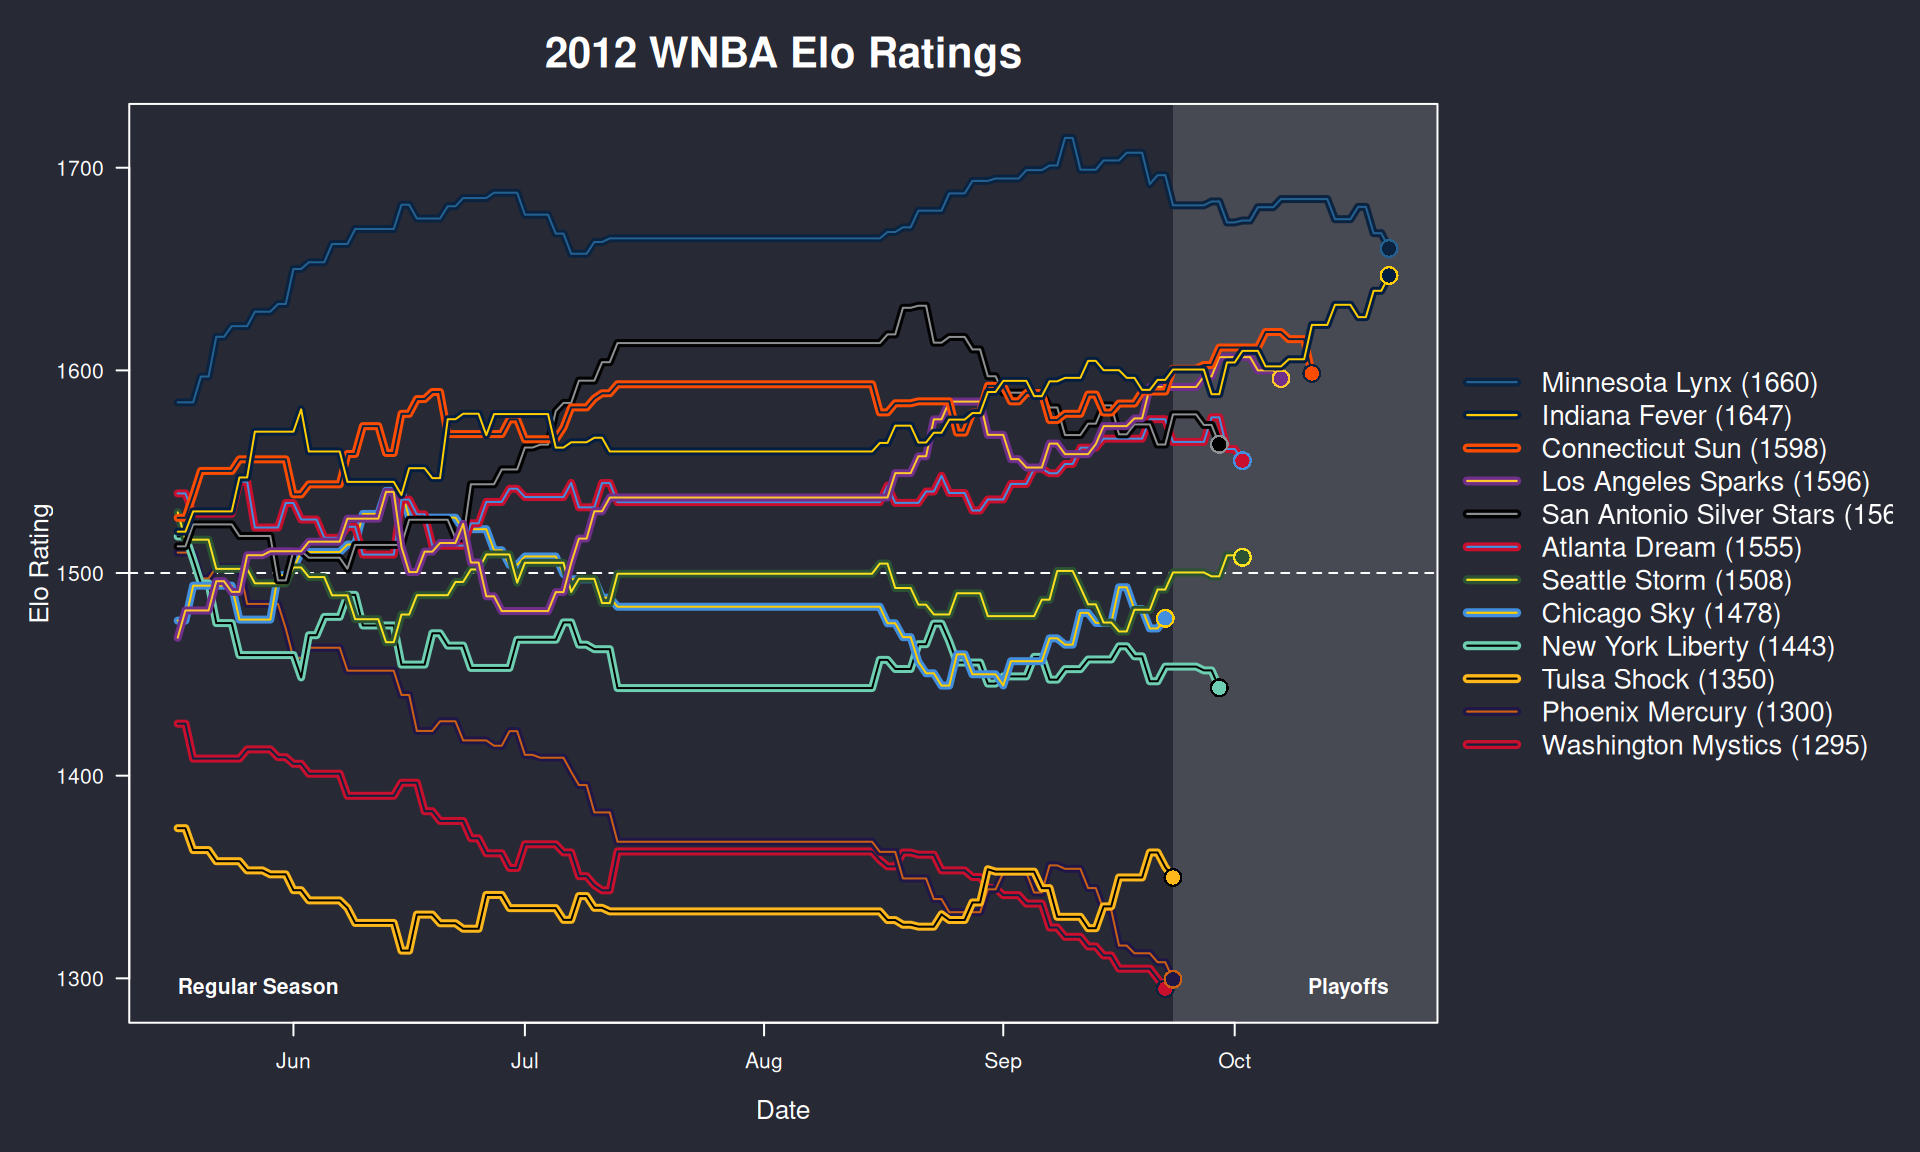 2012 WNBA Elo Ratings
Elo Rating
1700
1600
1500
1400
1300
Regular Season
Playoffs
Jun
Jul
Aug
Sep
Oct
Date
Minnesota Lynx (1660)
Indiana Fever (1647)
Connecticut Sun (1598)
Los Angeles Sparks (1596)
San Antonio Silver Stars (156
Atlanta Dream (1555)
Seattle Storm (1508)
Chicago Sky (1478)
New York Liberty (1443)
Tulsa Shock (1350)
Phoenix Mercury (1300)
Washington Mystics (1295)